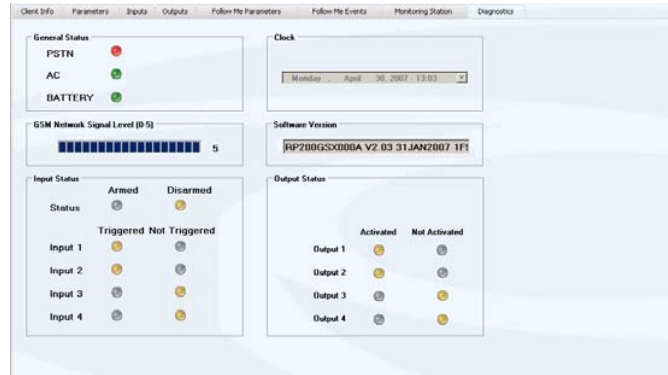 Client Info Parameters Inputs Outputs Follow Me Parameters Follow Me Events Monitoring Station Diagnostics
General Status
PSTN
AC
BATTERY
Clock
Monday , April 30, 2007 - 13:03
GSM Network Signal Level (0-5)
5
Software Version
RP200GSX000A V2.03 31JAN2007
Input Status
Armed Disarmed
Status
Triggered Not Triggered
Input 1
Input 2
Input 3
Input 4
Output Status
Activated Not Activated
Output 1
Output 2
Output 3
Output 4